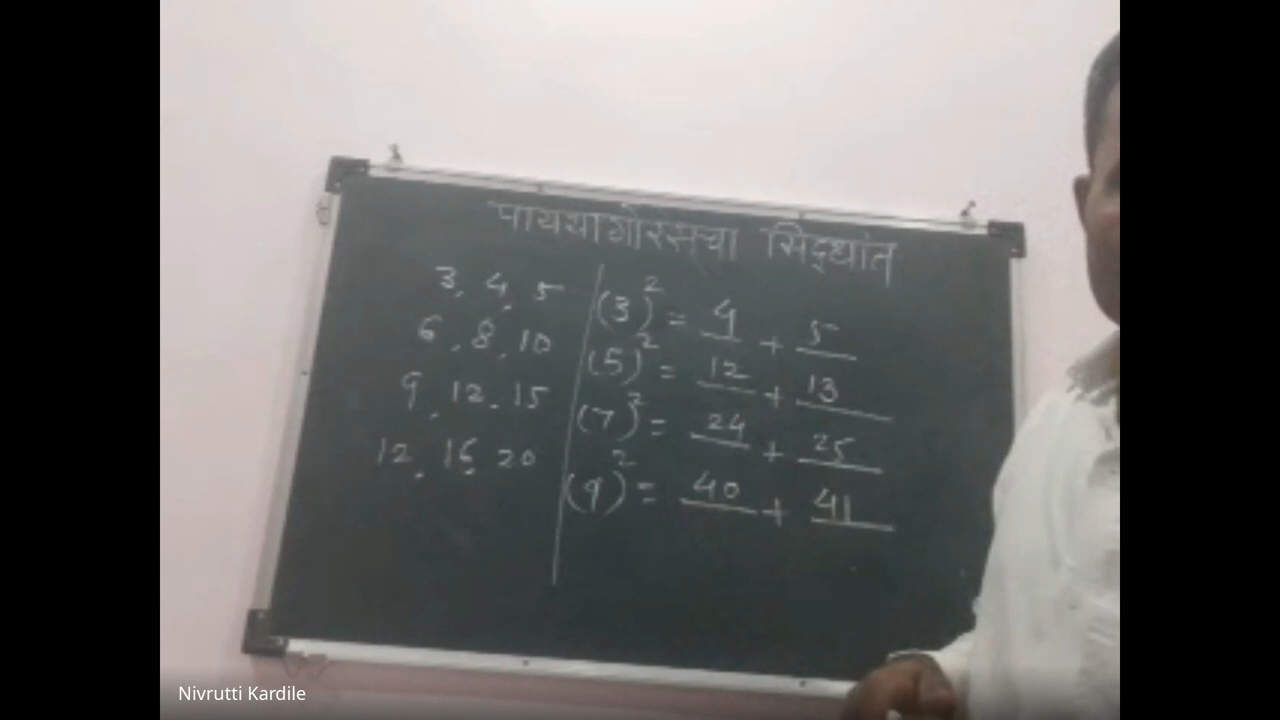 पायथागोरसचा सिद्धांत
3, 4, 5
6, 8, 10
9, 12, 15
12, 16, 20
(3)² = 4 + 5
(5)² = 12 + 13
(7)² = 24 + 25
(9)² = 40 + 41
Nivrutti Kardile